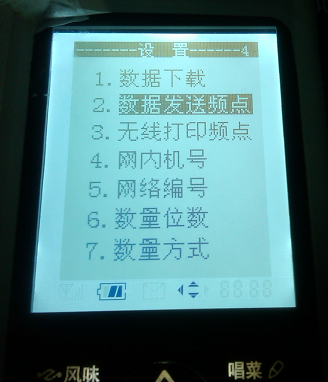 -------设 置------4
1.数据下载
2.数据发送频点
3.无线打印频点
4.网内机号
5.网络编号
6.数量位数
7.数量方式
风味 唱菜